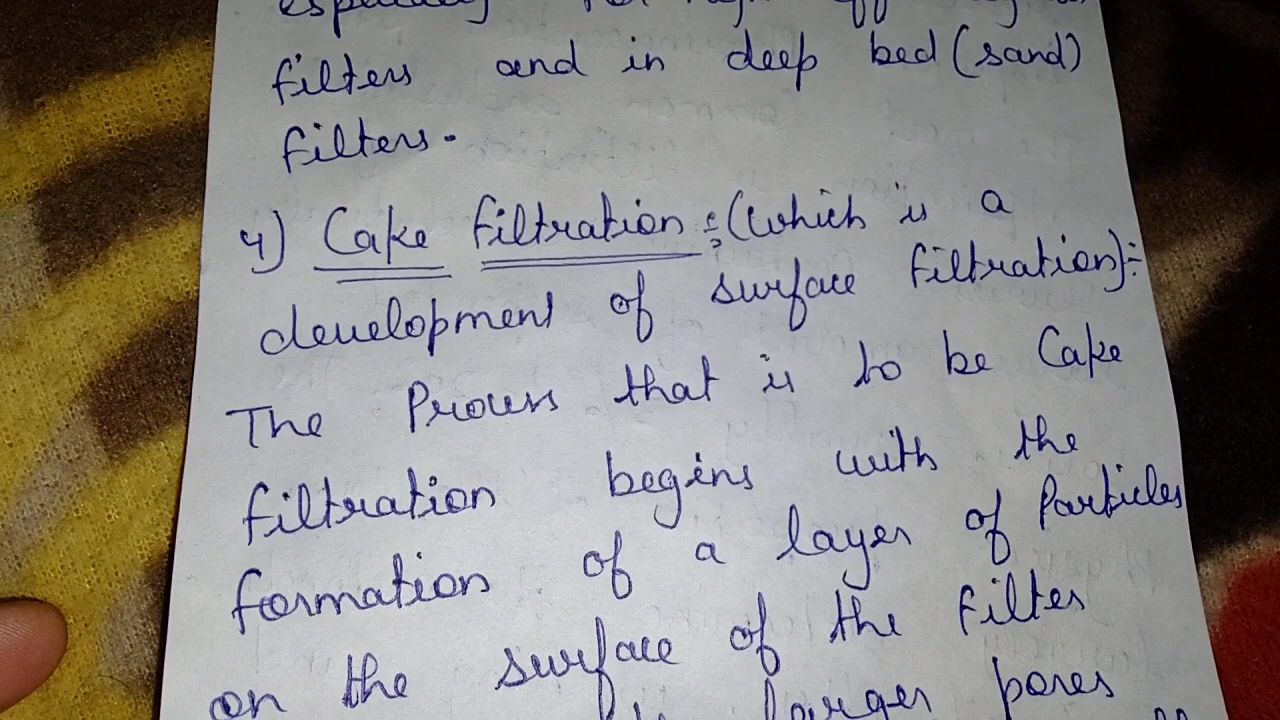 filters and in deep bed (sand)
filters.
4) Cake filtration :- (which is a
development of surface filtration):-
The Process that is to be Cake
filtration begins with the
formation of a layer of Particles
on the surface of the filter
larger pores